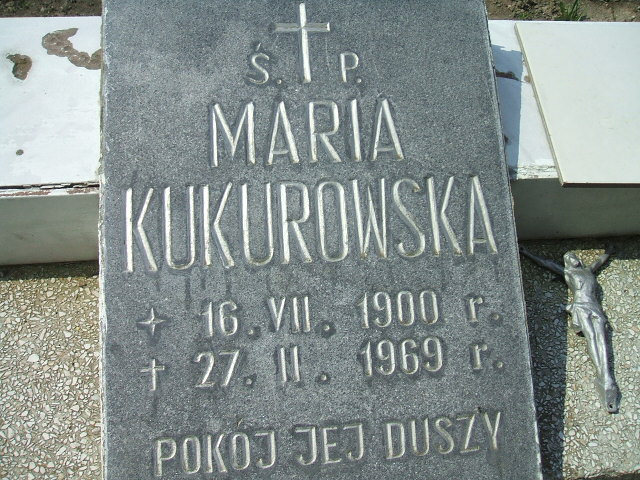 Ś. P.
MARIA
KUKUROWSKA
16. VII. 1900 r.
27. II. 1969 r.
POKÓJ JEJ DUSZY